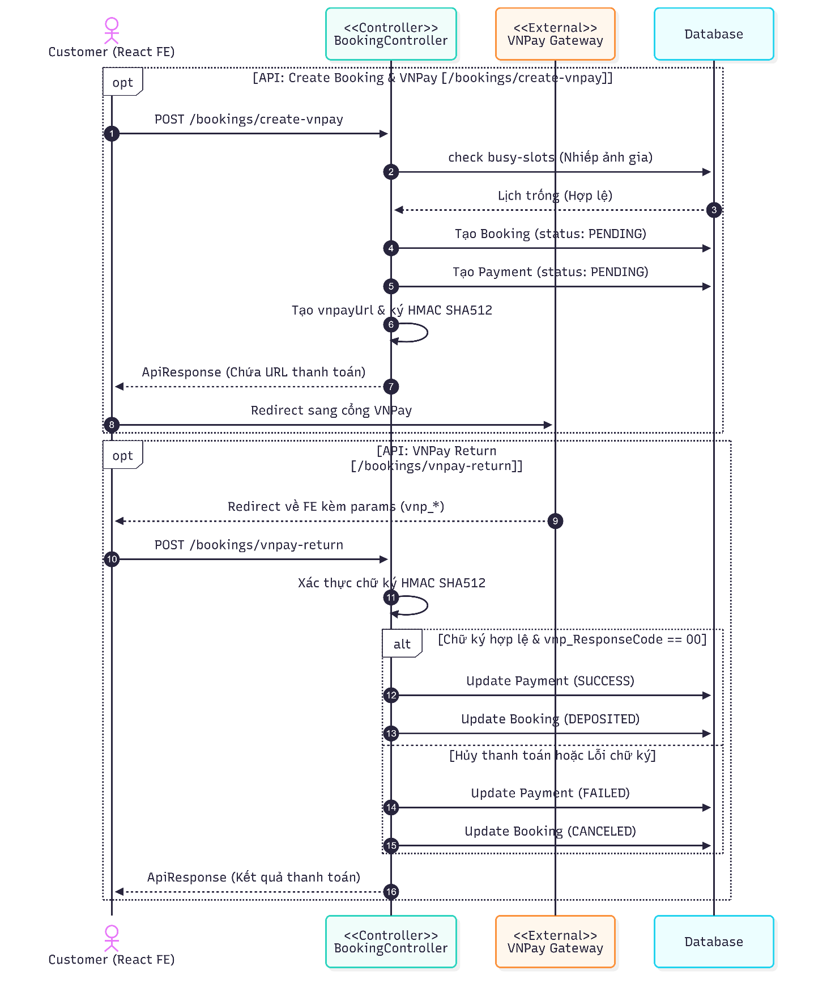 Customer (React FE)
<<Controller>>
BookingController
<<External>>
VNPay Gateway
Database
opt
[API: Create Booking & VNPay [/bookings/create-vnpay]]
POST /bookings/create-vnpay
1
check busy-slots (Nhiếp ảnh gia)
2
Lịch trống (Hợp lệ)
3
Tạo Booking (status: PENDING)
4
Tạo Payment (status: PENDING)
5
Tạo vnpayUrl & ký HMAC SHA512
6
ApiResponse (Chứa URL thanh toán)
7
Redirect sang cổng VNPay
8
opt
[API: VNPay Return
[/bookings/vnpay-return]]
Redirect về FE kèm params (vnp_*)
9
POST /bookings/vnpay-return
10
Xác thực chữ ký HMAC SHA512
11
alt
[Chữ ký hợp lệ & vnp_ResponseCode == 00]
Update Payment (SUCCESS)
12
Update Booking (DEPOSITED)
13
[Hủy thanh toán hoặc Lỗi chữ ký]
Update Payment (FAILED)
14
Update Booking (CANCELED)
15
ApiResponse (Kết quả thanh toán)
16
Customer (React FE)
<<Controller>>
BookingController
<<External>>
VNPay Gateway
Database